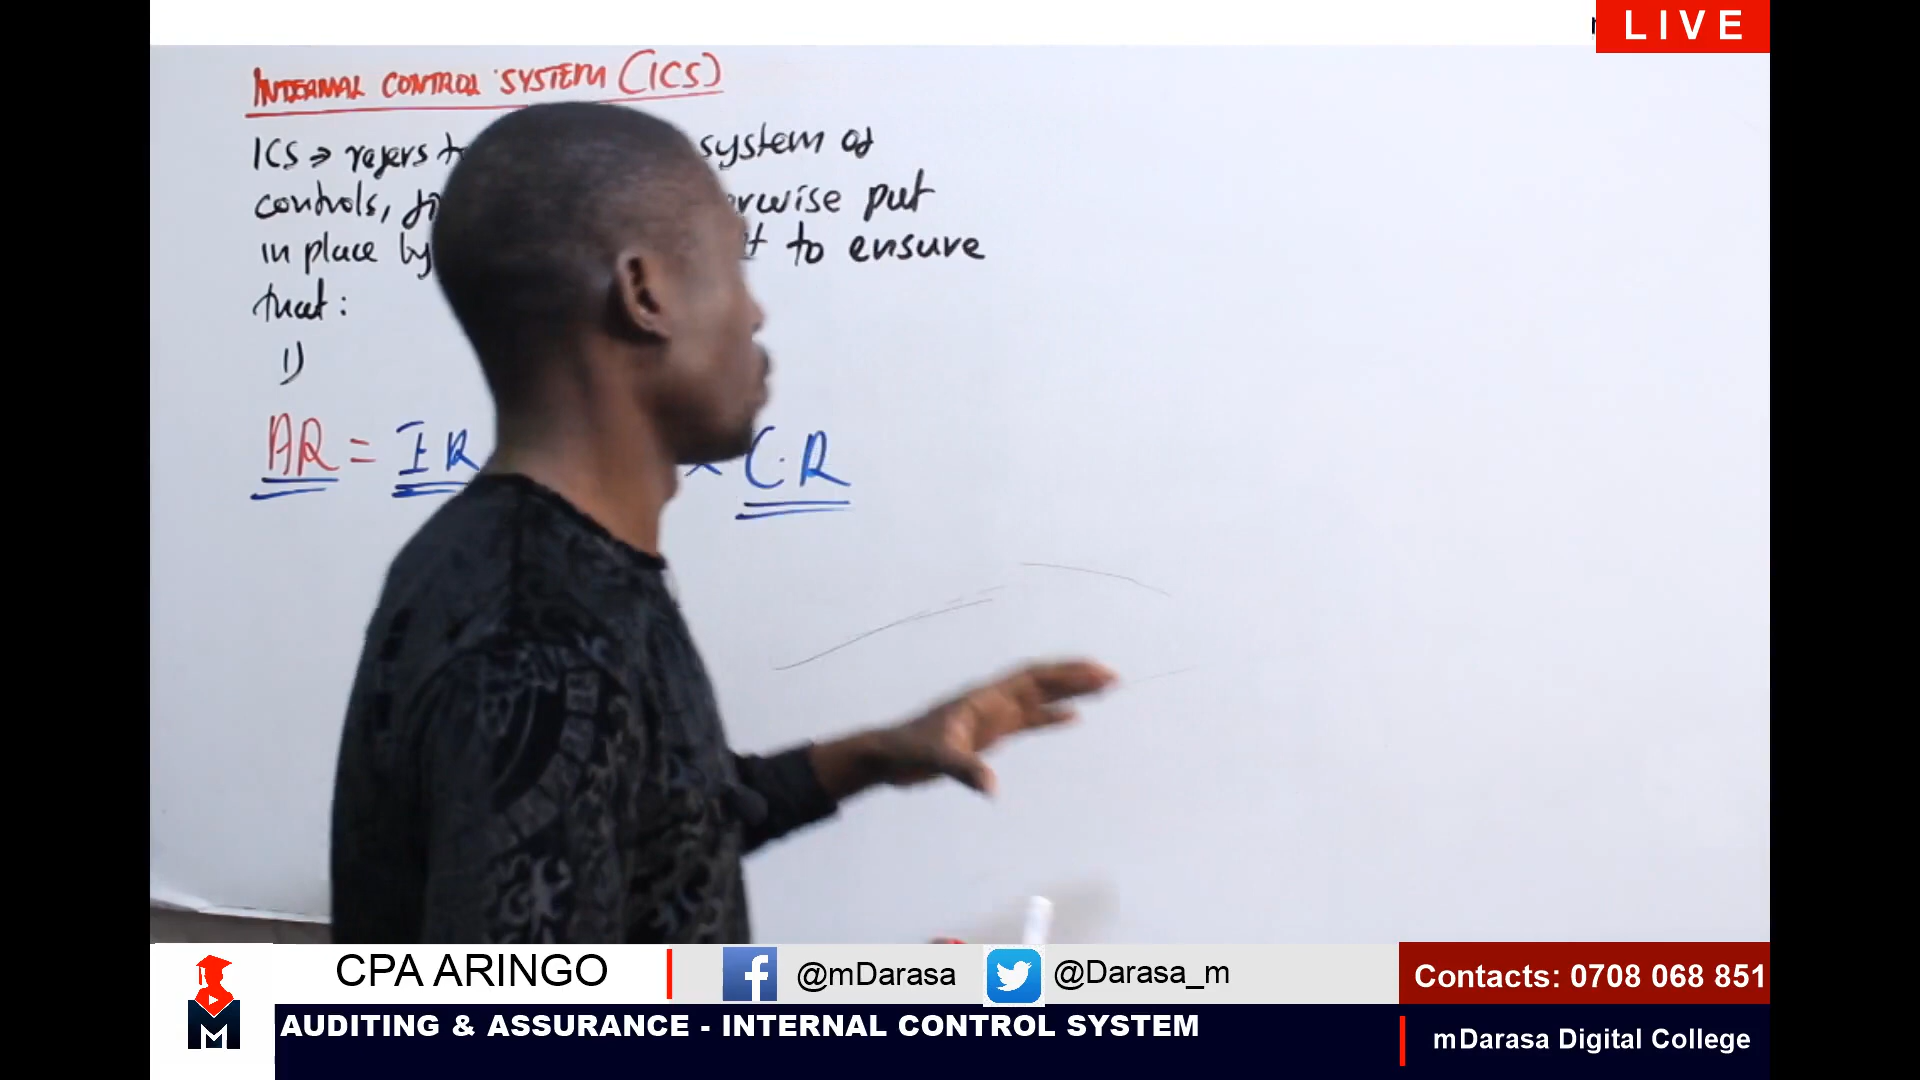 LIVE
INTERNAL CONTROL SYSTEM (ICS)
ICS → refers system of
controls, put
in place by to ensure
that:
1)
AR = IR × C.R
CPA ARINGO
@mDarasa
@Darasa_m
Contacts: 0708 068 851
M
AUDITING & ASSURANCE - INTERNAL CONTROL SYSTEM
mDarasa Digital College